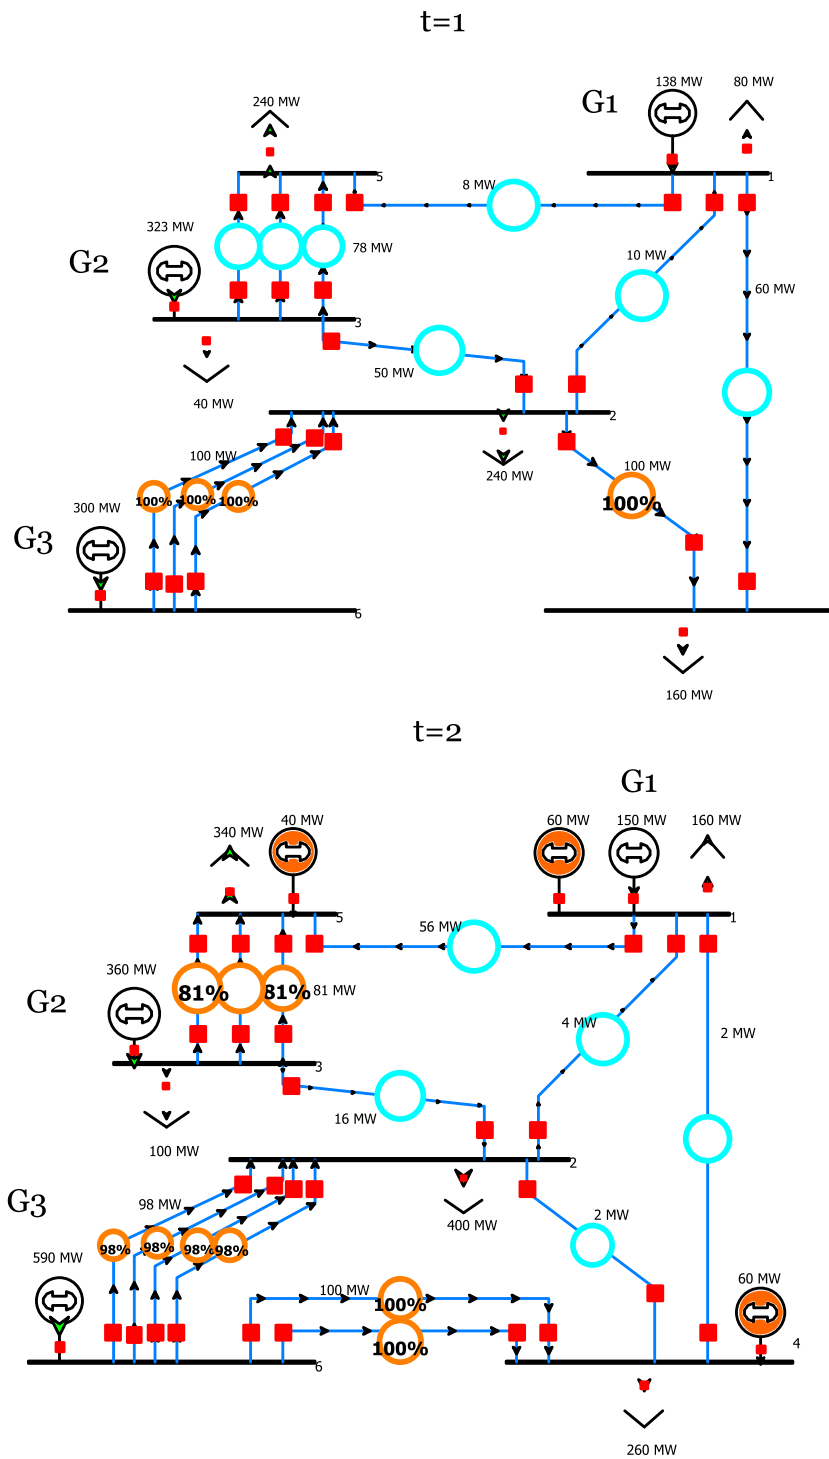 t=1
138 MW
80 MW
240 MW
G1
5
1
8 MW
323 MW
78 MW
10 MW
G2
60 MW
3
50 MW
40 MW
2
100 MW
100 MW
240 MW
100%
100%
100%
100%
300 MW
G3
6
160 MW
t=2
G1
340 MW
40 MW
60 MW
150 MW
160 MW
5
1
56 MW
360 MW
81%
81%
81 MW
G2
4 MW
2 MW
3
16 MW
100 MW
2
98 MW
G3
400 MW
2 MW
98%
98%
98%
98%
590 MW
100 MW
100%
60 MW
100%
4
6
260 MW